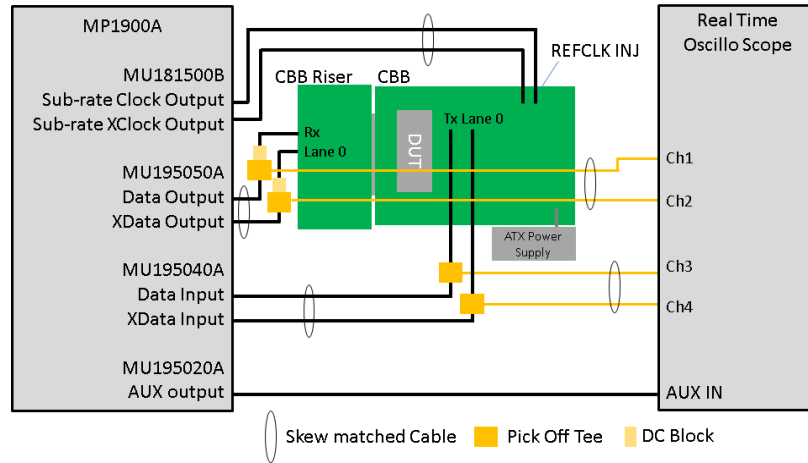 MP1900A
MU181500B
Sub-rate Clock Output
Sub-rate XClock Output
MU195050A
Data Output
XData Output
MU195040A
Data Input
XData Input
MU195020A
AUX output
CBB Riser
CBB
REFCLK INJ
Rx
Lane 0
Tx Lane 0
DUT
ATX Power
Supply
Real Time
Oscillo Scope
Ch1
Ch2
Ch3
Ch4
AUX IN
Skew matched Cable
Pick Off Tee
DC Block